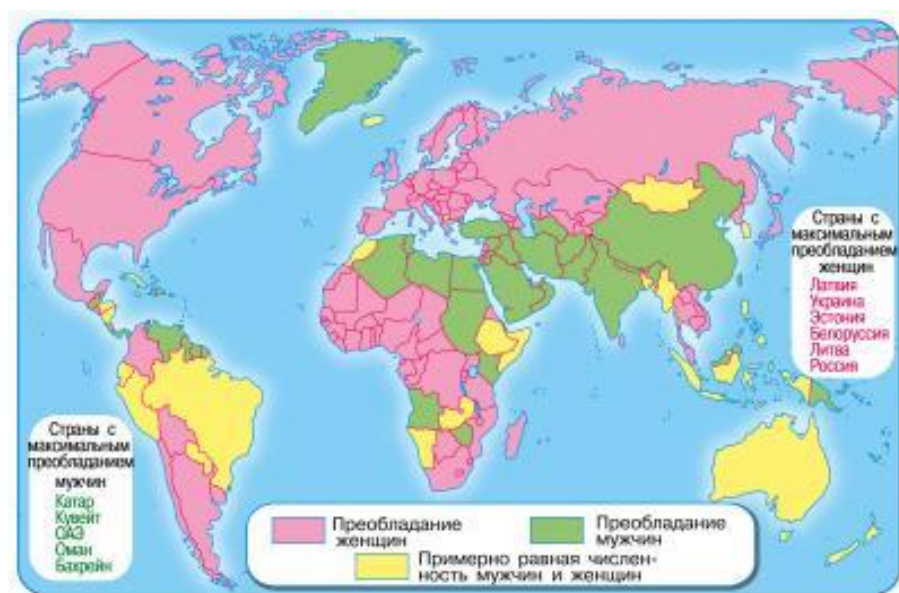 Страны с
максимальным
преобладанием
женщин
Латвия
Украина
Эстония
Белоруссия
Литва
Россия
Страны с
максимальным
преобладанием
мужчин
Катар
Кувейт
ОАЭ
Оман
Бахрейн
Преобладание
женщин
Преобладание
мужчин
Примерно равная числен-
ность мужчин и женщин